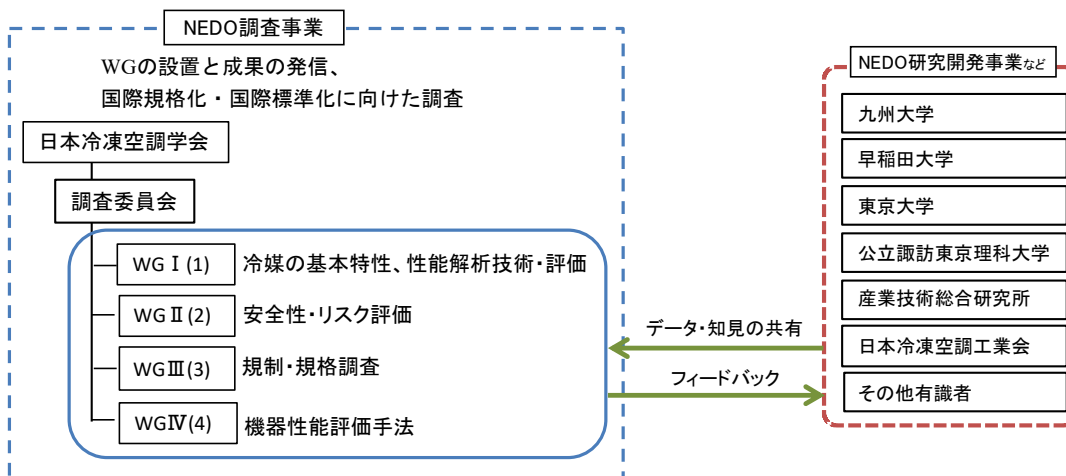 NEDO調査事業
WGの設置と成果の発信、
国際規格化・国際標準化に向けた調査
日本冷凍空調学会
調査委員会
WGⅠ(1) 冷媒の基本特性、性能解析技術・評価
WGⅡ(2) 安全性・リスク評価
WGⅢ(3) 規制・規格調査
WGⅣ(4) 機器性能評価手法
データ・知見の共有
フィードバック
NEDO研究開発事業など
九州大学
早稲田大学
東京大学
公立諏訪東京理科大学
産業技術総合研究所
日本冷凍空調工業会
その他有識者